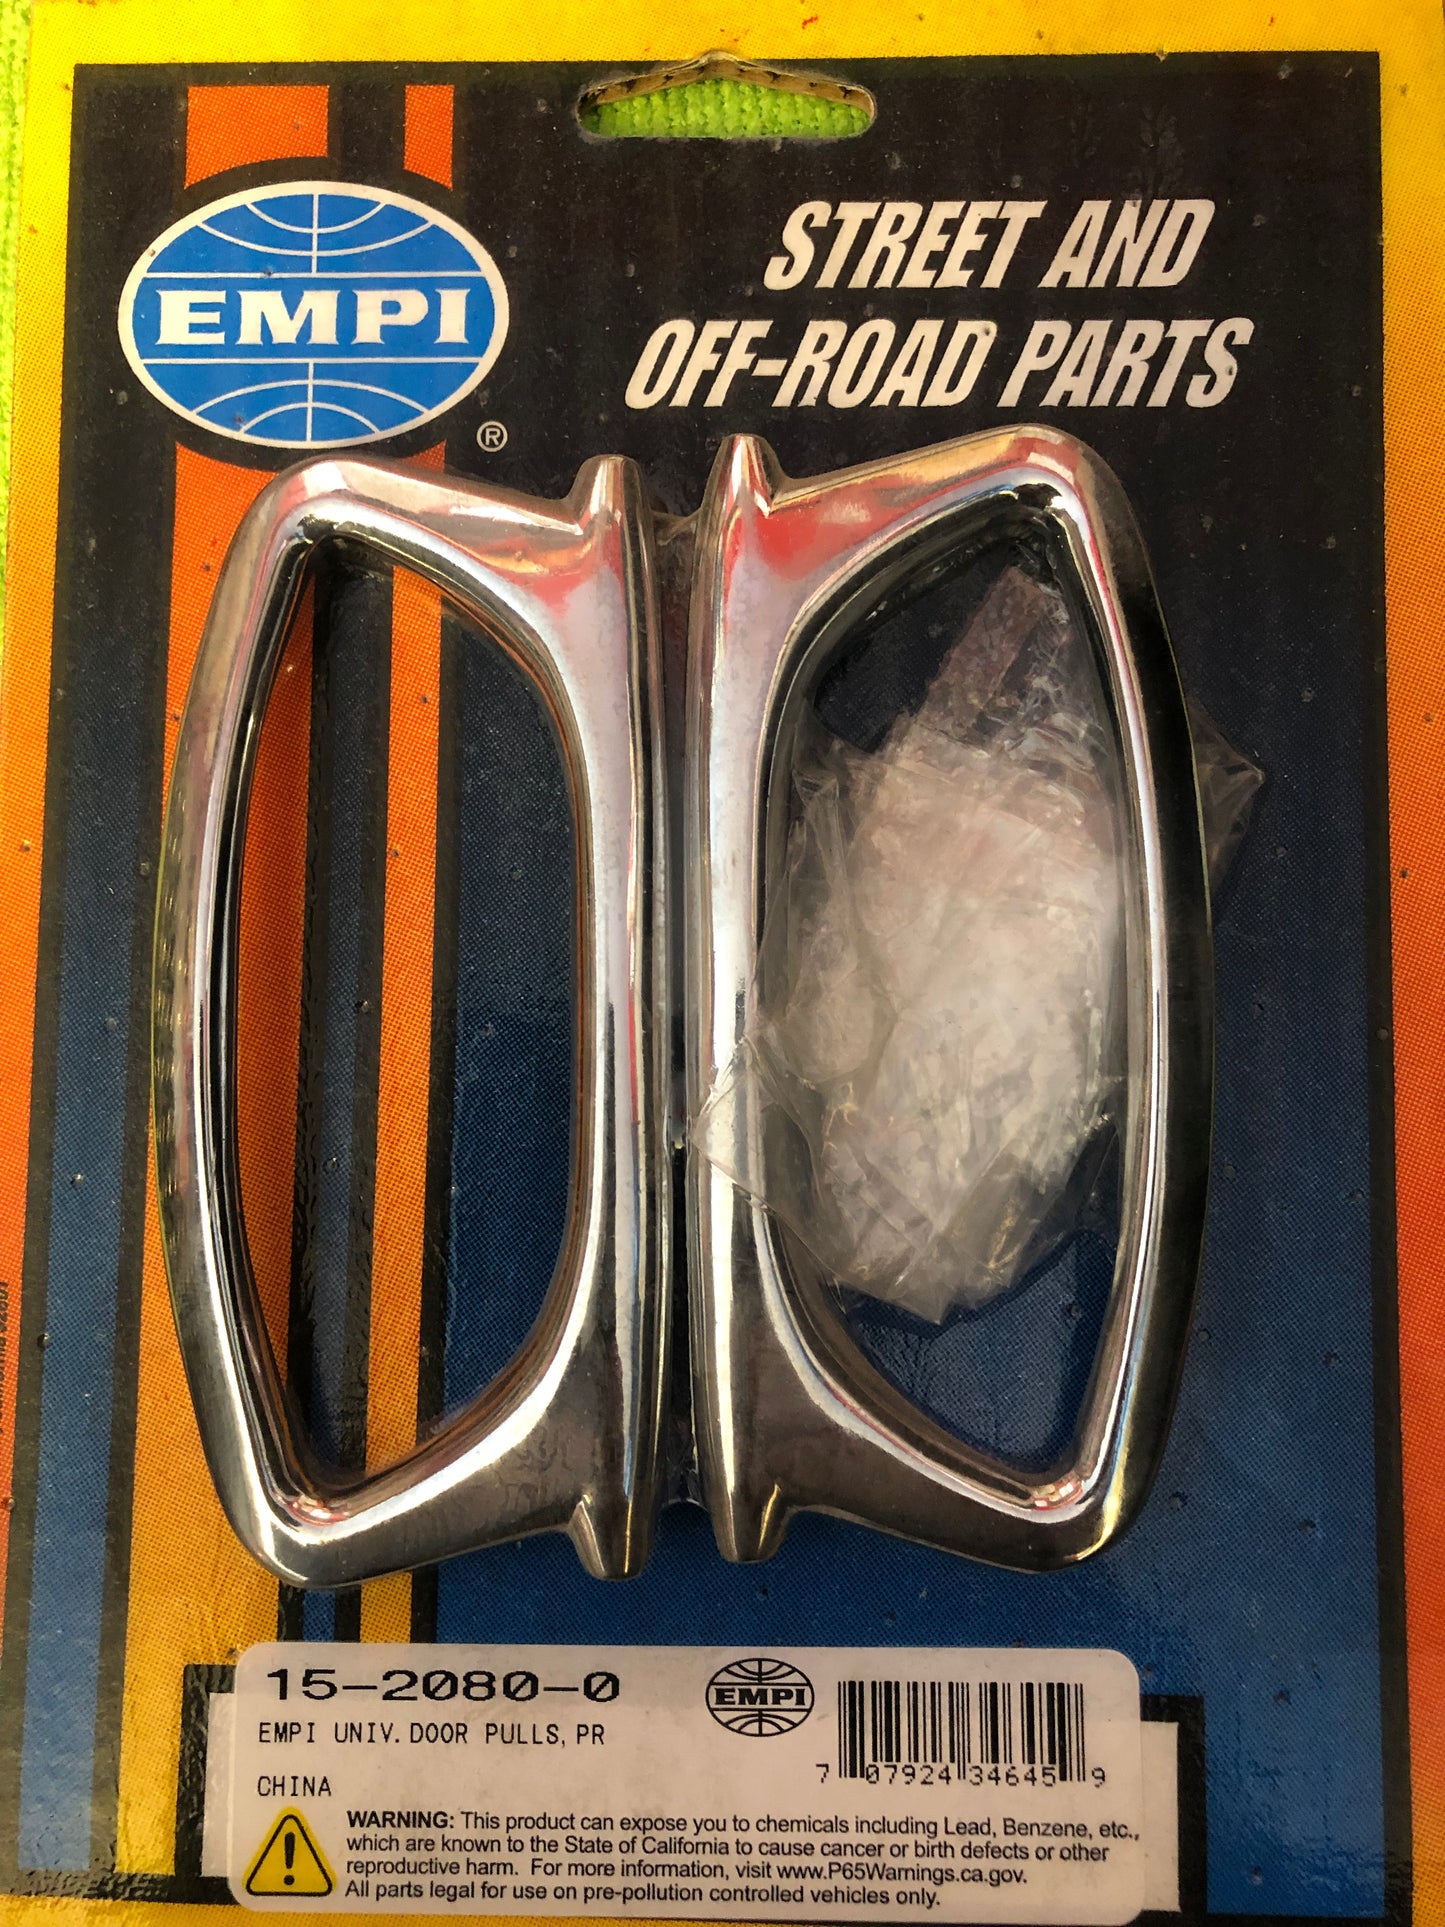 EMPI
®
STREET AND
OFF-ROAD PARTS
15-2080-0
EMPI UNIV. DOOR PULLS, PR
CHINA
EMPI
7 07924 34645 9
WARNING: This product can expose you to chemicals including Lead, Benzene, etc.,
which are known to the State of California to cause cancer or birth defects or other
reproductive harm. For more information, visit www.P65Warnings.ca.gov.
All parts legal for use on pre-pollution controlled vehicles only.